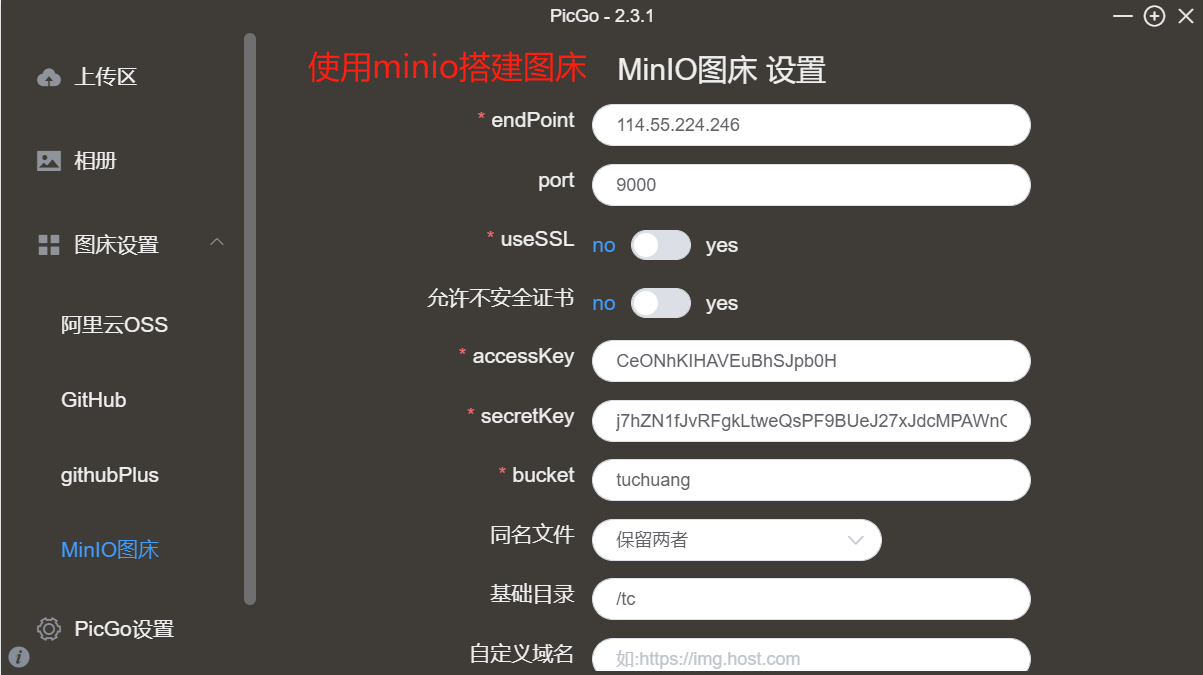 PicGo - 2.3.1
使用minio搭建图床
MinIO图床 设置
上传区
相册
图床设置
阿里云OSS
GitHub
githubPlus
MinIO图床
PicGo设置
* endPoint 114.55.224.246
port 9000
* useSSL no yes
允许不安全证书 no yes
* accessKey CeONhKIHAVEuBhSJpb0H
* secretKey j7hZN1fJvRFgkLtweQsPF9BUeJ27xJdcMPAWn
* bucket tuchuang
同名文件 保留两者
基础目录 /tc
自定义域名 如:https://img.host.com